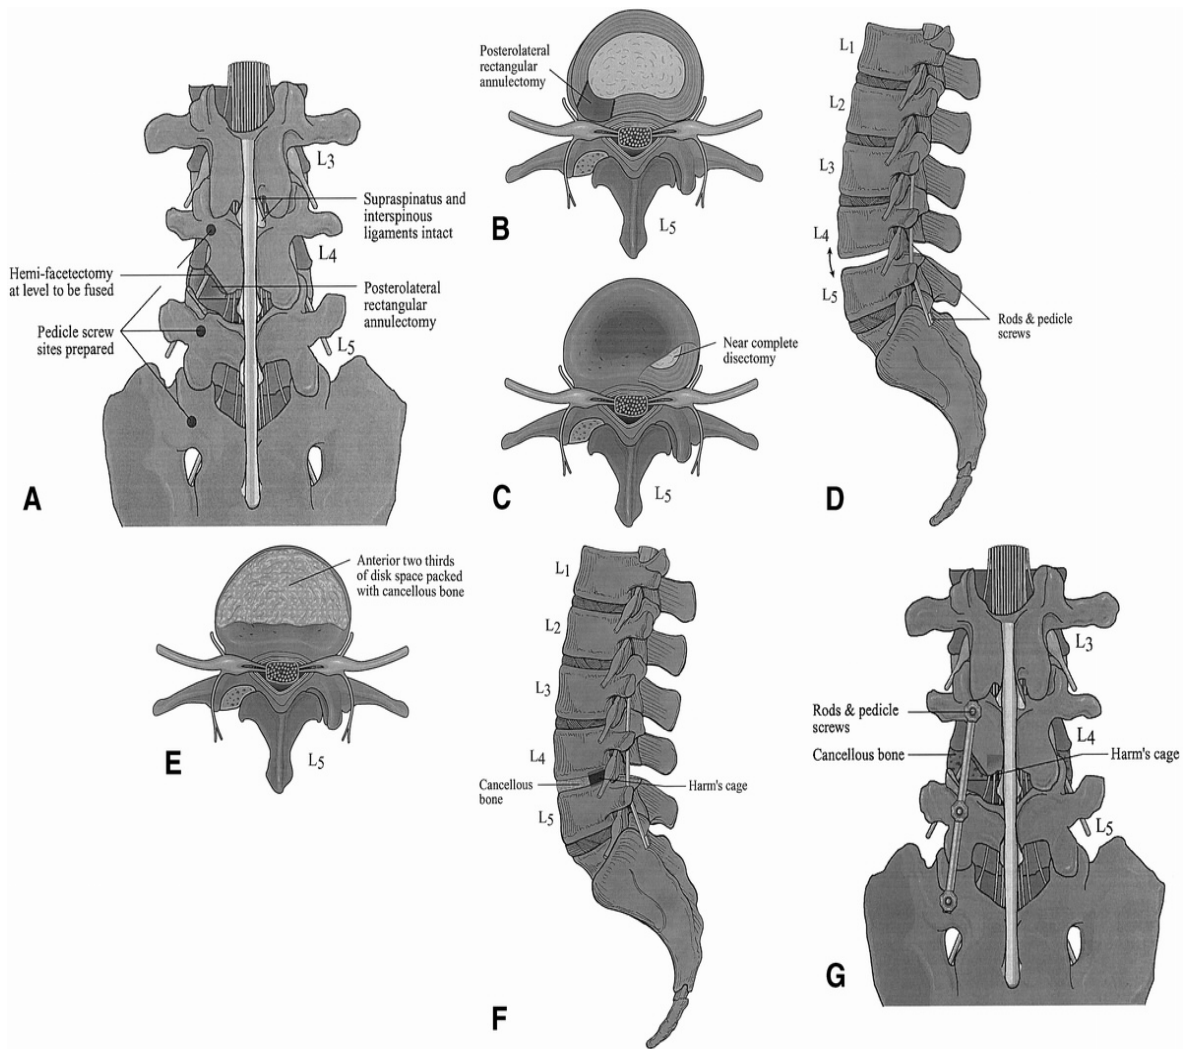 L3
Supraspinatus and
interspinous
ligaments intact
L4
Hemi-facetectomy
at level to be fused
Posterolateral
rectangular
annulectomy
Pedicle screw
sites prepared
L5
A
Posterolateral
rectangular
annulectomy
L5
B
Near complete
disectomy
L5
C
L1
L2
L3
L4
L5
Rods & pedicle
screws
D
Anterior two thirds
of disk space packed
with cancellous bone
L5
E
L1
L2
L3
L4
Cancellous
bone
Harm's cage
L5
F
L3
Rods & pedicle
screws
L4
Cancellous bone
Harm's cage
L5
G